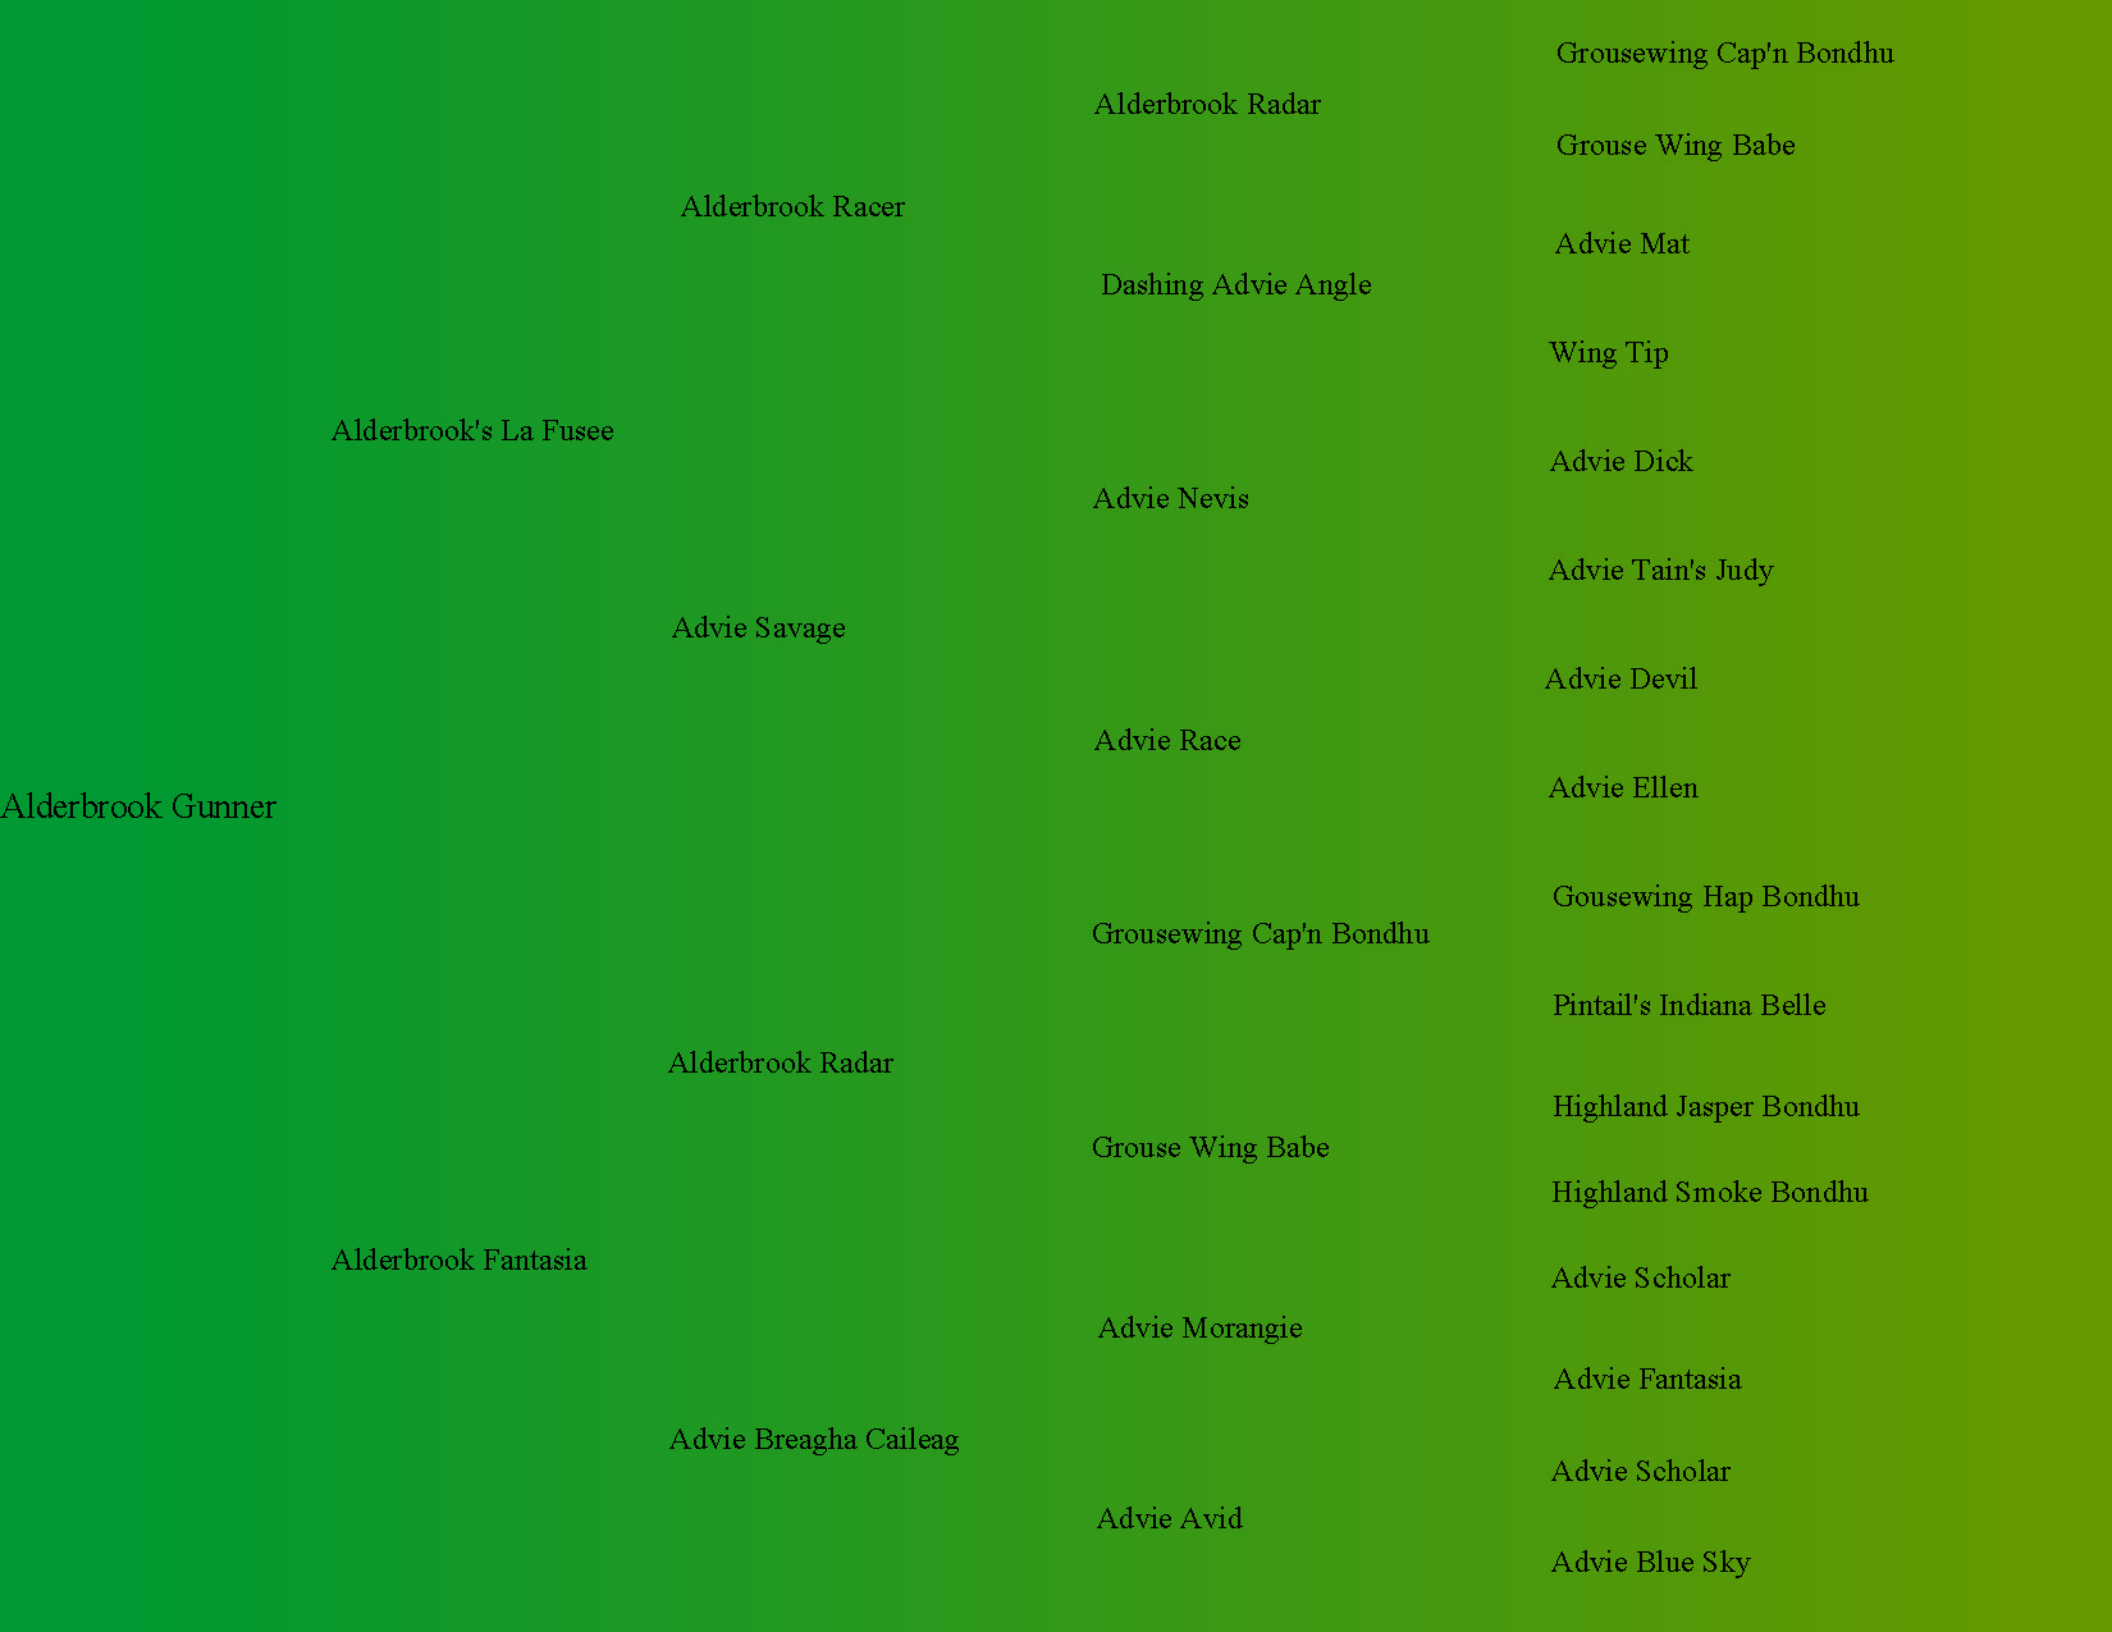 Grousewing Cap'n Bondhu
Alderbrook Radar
Grouse Wing Babe
Alderbrook Racer
Advie Mat
Dashing Advie Angle
Wing Tip
Alderbrook's La Fusee
Advie Dick
Advie Nevis
Advie Tain's Judy
Advie Savage
Advie Devil
Advie Race
Advie Ellen
Alderbrook Gunner
Gousewing Hap Bondhu
Grousewing Cap'n Bondhu
Pintail's Indiana Belle
Alderbrook Radar
Highland Jasper Bondhu
Grouse Wing Babe
Highland Smoke Bondhu
Alderbrook Fantasia
Advie Scholar
Advie Morangie
Advie Fantasia
Advie Breagha Caileag
Advie Scholar
Advie Avid
Advie Blue Sky